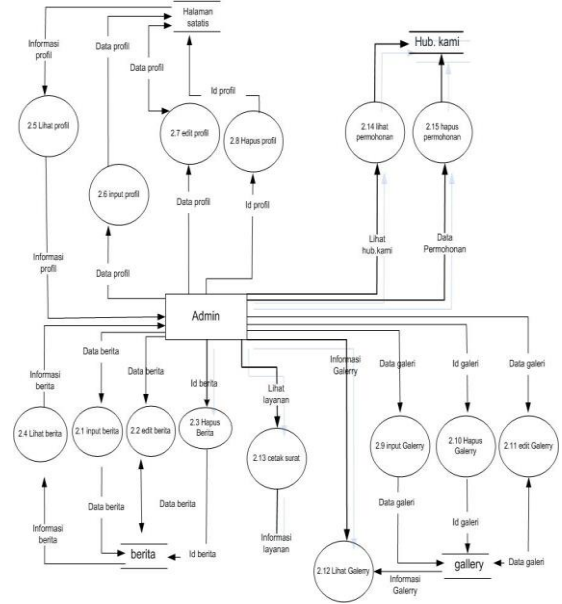 Halaman
satatis
Informasi
profil
Data profil
Data profil
Id profil
Hub. kami
2.5 Lihat profil
2.7 edit profil
2.8 Hapus profil
2.14 lihat
permohonan
2.15 hapus
permohonan
2.6 input profil
Data profil
Id profil
Lihat
hub.kami
Data
Permohonan
Informasi
profil
Data profil
Admin
Informasi
berita
Data berita
Data berita
Id berita
Lihat
layanan
Informasi
Galerry
Data galeri
Id galeri
Data galeri
2.4 Lihat berita
2.1 input berita
2.2 edit berita
2.3 Hapus
Berita
2.13 cetak surat
2.9 input Galerry
2.10 Hapus
Galerry
2.11 edit Galerry
Informasi
berita
Data berita
Data berita
Id berita
berita
Informasi
layanan
2.12 Lihat Galerry
Data galeri
Id galeri
Data galeri
gallery
Informasi
Galerry